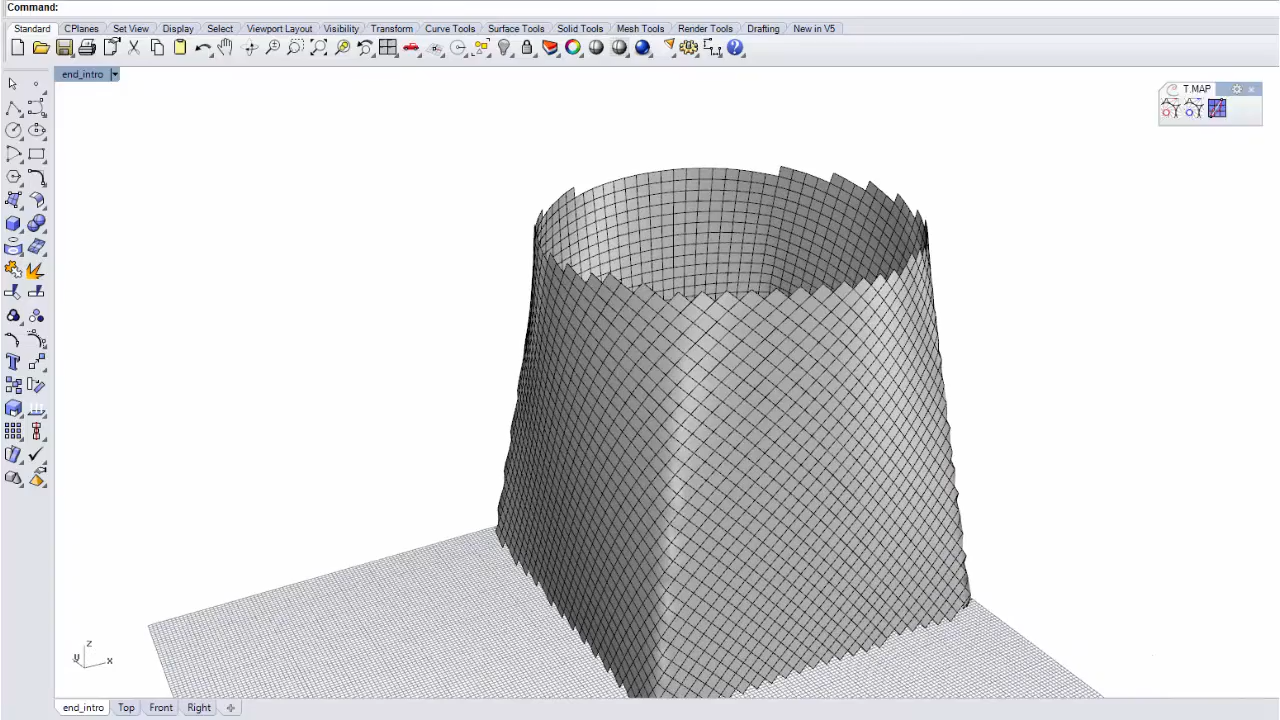 Command:
Standard CPlanes Set View Display Select Viewport Layout Visibility Transform Curve Tools Surface Tools Solid Tools Mesh Tools Render Tools Drafting New in V5
end_intro
T.MAP
z
y x
end_intro Top Front Right